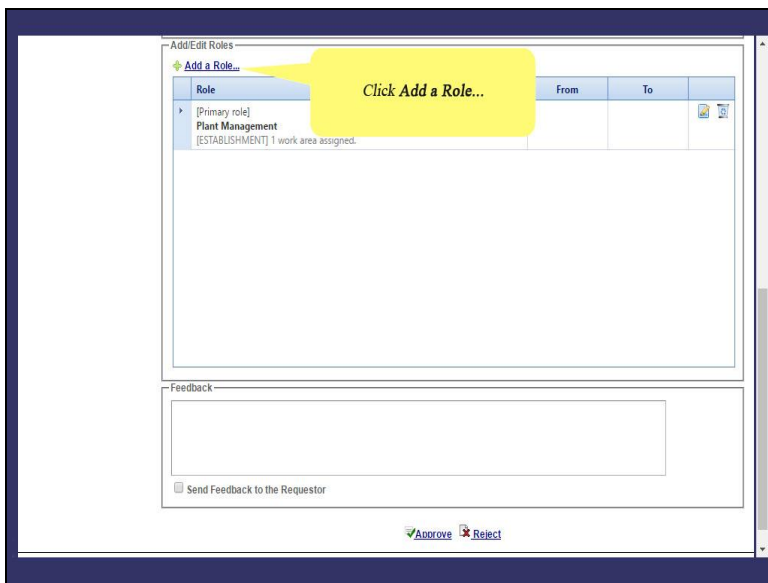 Add/Edit Roles
Add a Role...
Click Add a Role...
Role From To
[Primary role]
Plant Management
[ESTABLISHMENT] 1 work area assigned.
Feedback
Send Feedback to the Requestor
Approve Reject